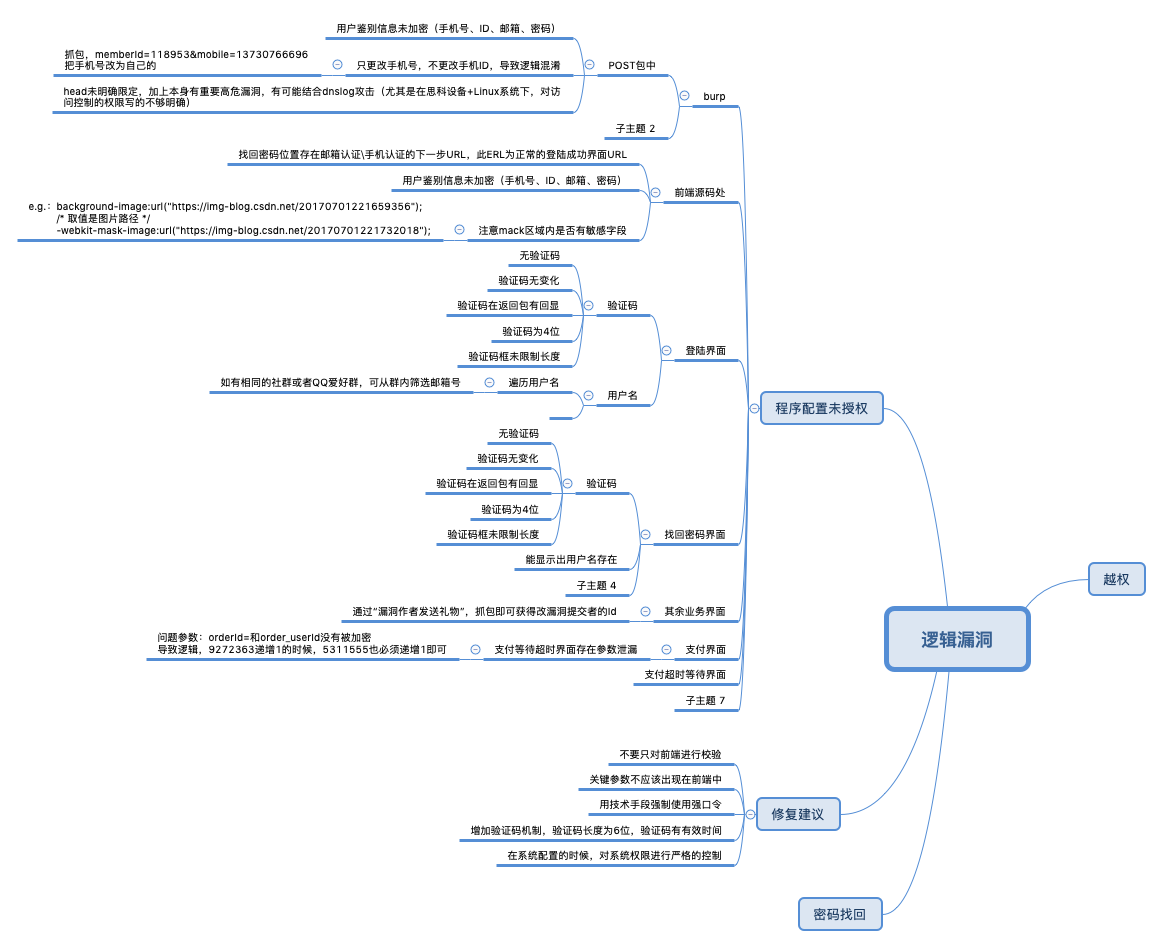 用户鉴别信息未加密（手机号、ID、邮箱、密码）
抓包，memberId=118953&mobile=13730766696
把手机号改为自己的
只更改手机号，不更改手机ID，导致逻辑混淆
POST包中
head未明确限定，加上本身有重要高危漏洞，有可能结合dnslog攻击（尤其是在思科设备+Linux系统下，对访
问控制的权限写的不够明确）
burp
子主题 2
找回密码位置存在邮箱认证\手机认证的下一步URL，此ERL为正常的登陆成功界面URL
用户鉴别信息未加密（手机号、ID、邮箱、密码）
前端源码处
e.g.：background-image:url("https://img-blog.csdn.net/20170701221659356");
/* 取值是图片路径 */
-webkit-mask-image:url("https://img-blog.csdn.net/20170701221732018");
注意mack区域内是否有敏感字段
无验证码
验证码无变化
验证码在返回包有回显
验证码
验证码为4位
验证码框未限制长度
登陆界面
如有相同的社群或者QQ爱好群，可从群内筛选邮箱号
遍历用户名
用户名
程序配置未授权
无验证码
验证码无变化
验证码在返回包有回显
验证码
验证码为4位
验证码框未限制长度
找回密码界面
能显示出用户名存在
子主题 4
通过“漏洞作者发送礼物”，抓包即可获得改漏洞提交者的Id
其余业务界面
问题参数：orderId=和order_userId没有被加密
导致逻辑，9272363递增1的时候，5311555也必须递增1即可
支付等待超时界面存在参数泄漏
支付界面
支付超时等待界面
子主题 7
越权
逻辑漏洞
不要只对前端进行校验
关键参数不应该出现在前端中
用技术手段强制使用强口令
增加验证码机制，验证码长度为6位，验证码有有效时间
在系统配置的时候，对系统权限进行严格的控制
修复建议
密码找回